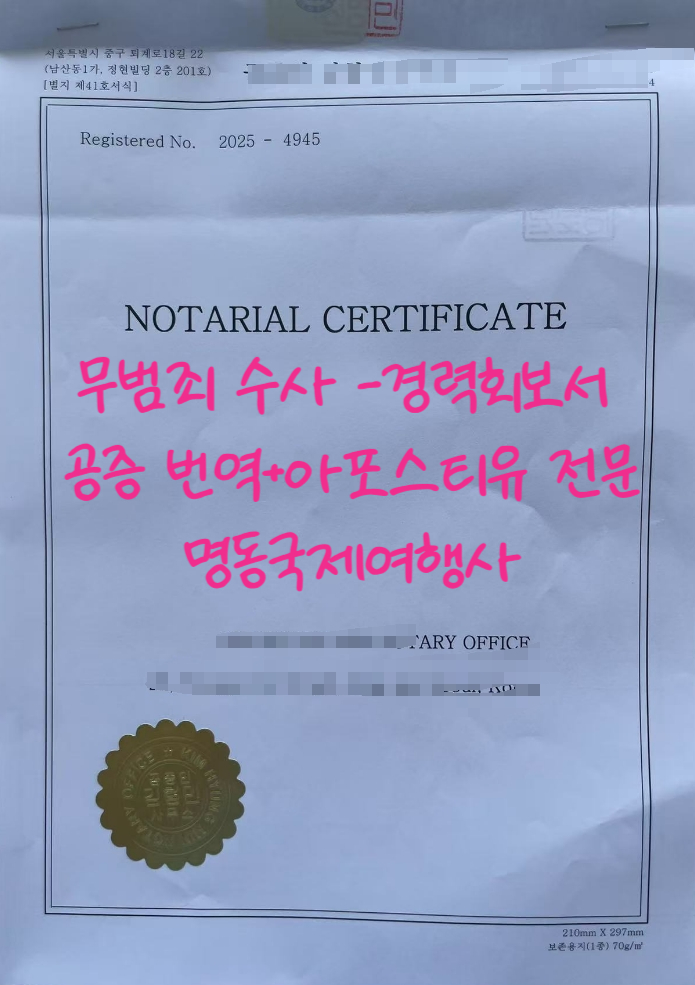 서울특별시 중구 퇴계로18길 22
(남산동1가, 정현빌딩 2층 201호)
[별지 제41호서식]
Registered No. 2025 - 4945
NOTARIAL CERTIFICATE
무범죄 수사 -경력회보서
공증 번역+아포스티유 전문
명동국제여행사
NOTARY OFFICE
210mm X 297mm
보존용지(1종) 70g/㎡